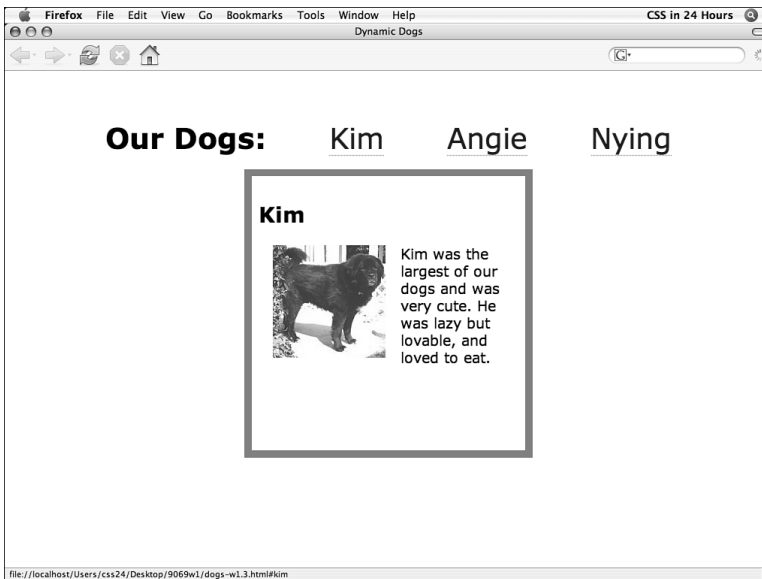 Firefox File Edit View Go Bookmarks Tools Window Help CSS in 24 Hours
Dynamic Dogs
G
Our Dogs: Kim Angie Nying
Kim
Kim was the
largest of our
dogs and was
very cute. He
was lazy but
lovable, and
loved to eat.
file://localhost/Users/css24/Desktop/9069w1/dogs-w1.3.html#kim